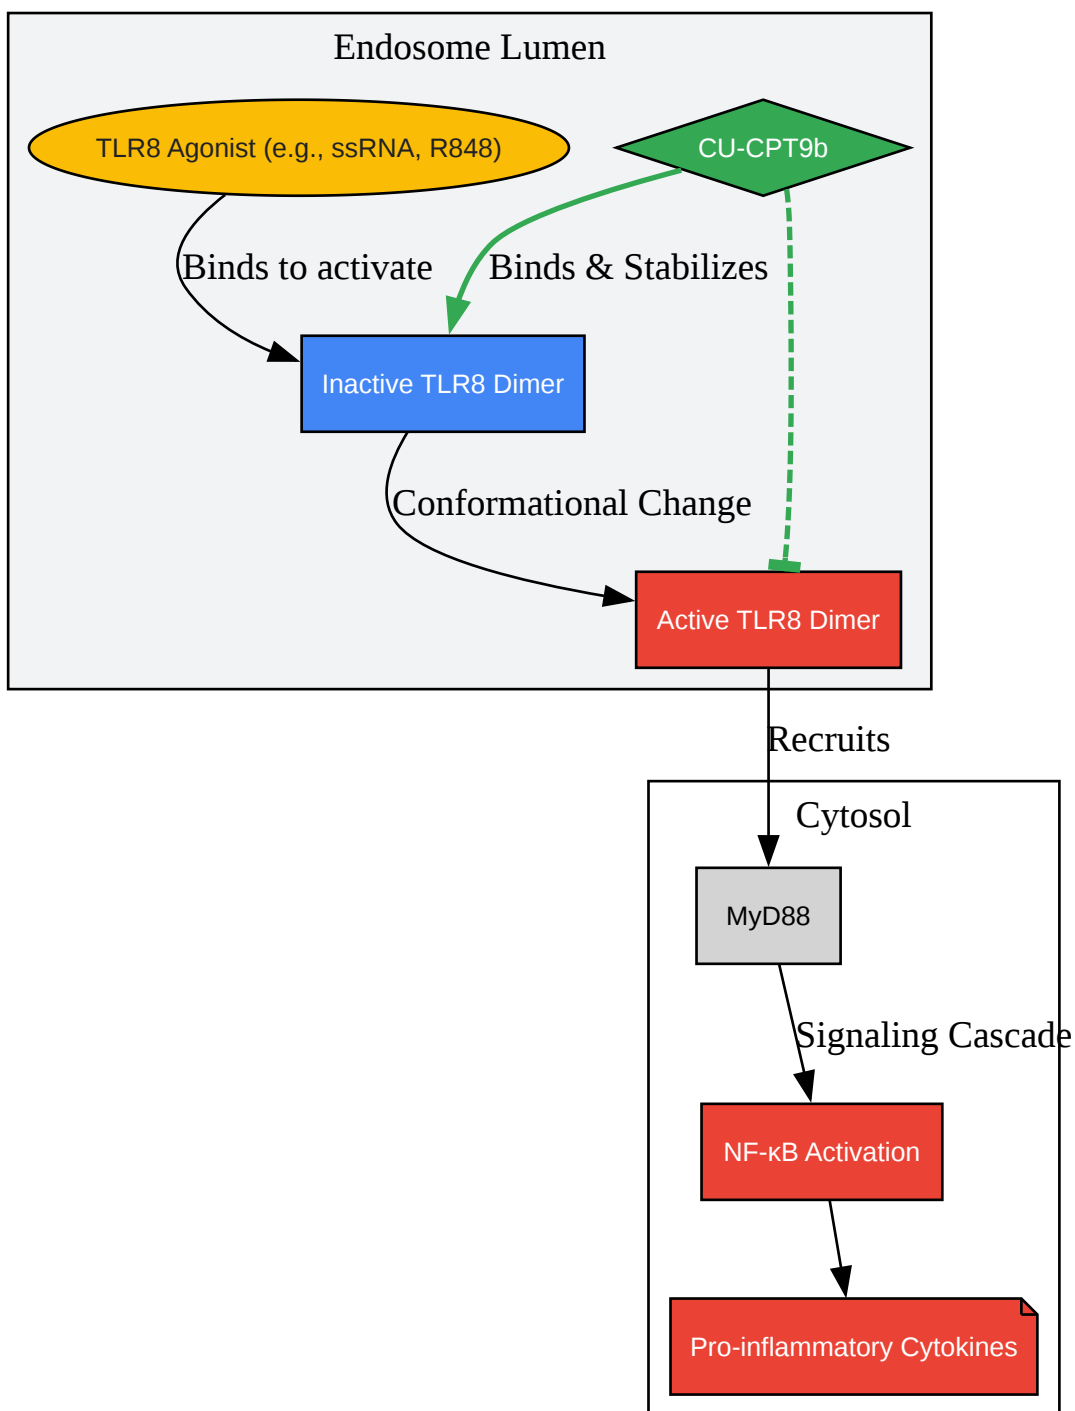 Endosome Lumen
TLR8 Agonist (e.g., ssRNA, R848)
CU-CPT9b
Binds to activate
Binds & Stabilizes
Inactive TLR8 Dimer
Conformational Change
Active TLR8 Dimer
Recruits
Cytosol
MyD88
Signaling Cascade
NF-κB Activation
Pro-inflammatory Cytokines